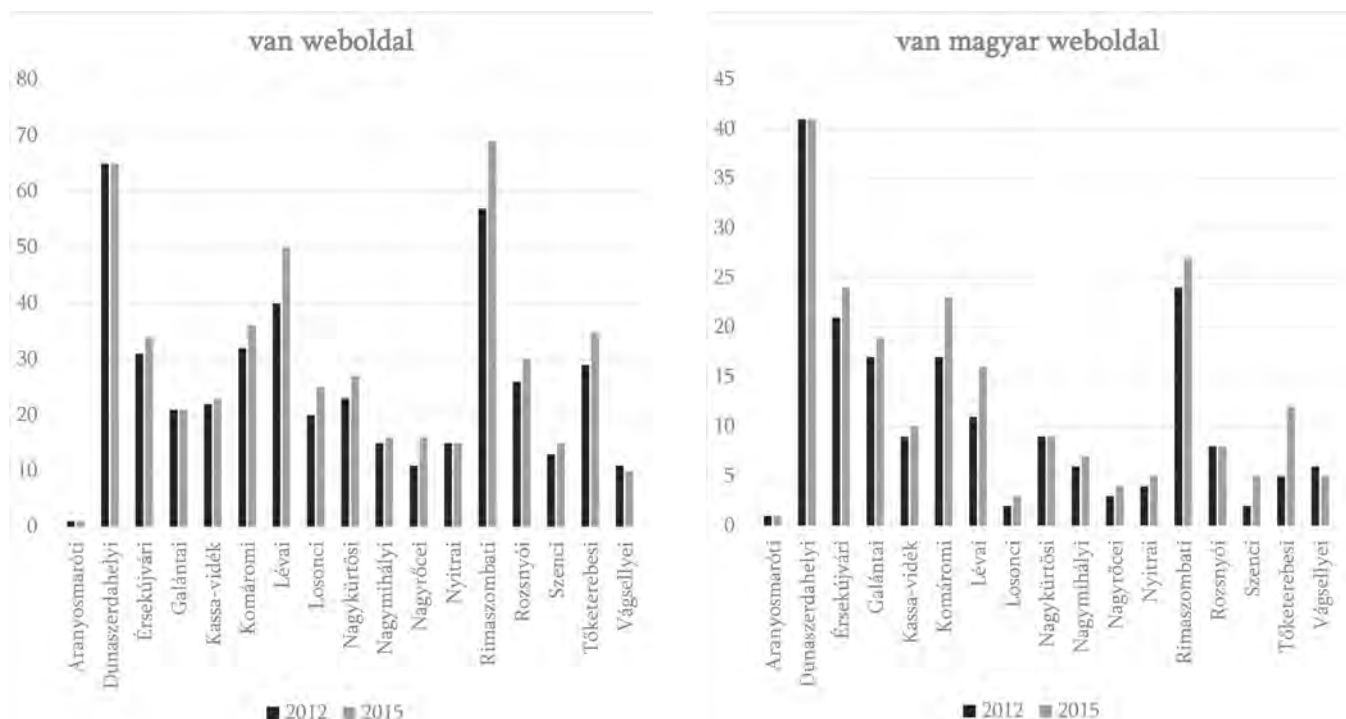 van weboldal
80
70
60
50
40
30
20
10
0
Aranyosmaróti
Dunaszerdahelyi
Érsekújvári
Galántai
Kassa-vidék
Komáromi
Lévai
Losonci
Nagykürtösi
Nagymihályi
Nagyrőcei
Nyitrai
Rimaszombati
Rozsnyói
Szenci
Tőketerebesi
Vágsellyei
2012 2015
van magyar weboldal
45
40
35
30
25
20
15
10
5
0
Aranyosmaróti
Dunaszerdahelyi
Érsekújvári
Galántai
Kassa-vidék
Komáromi
Lévai
Losonci
Nagykürtösi
Nagymihályi
Nagyrőcei
Nyitrai
Rimaszombati
Rozsnyói
Szenci
Tőketerebesi
Vágsellyei
2012 2015